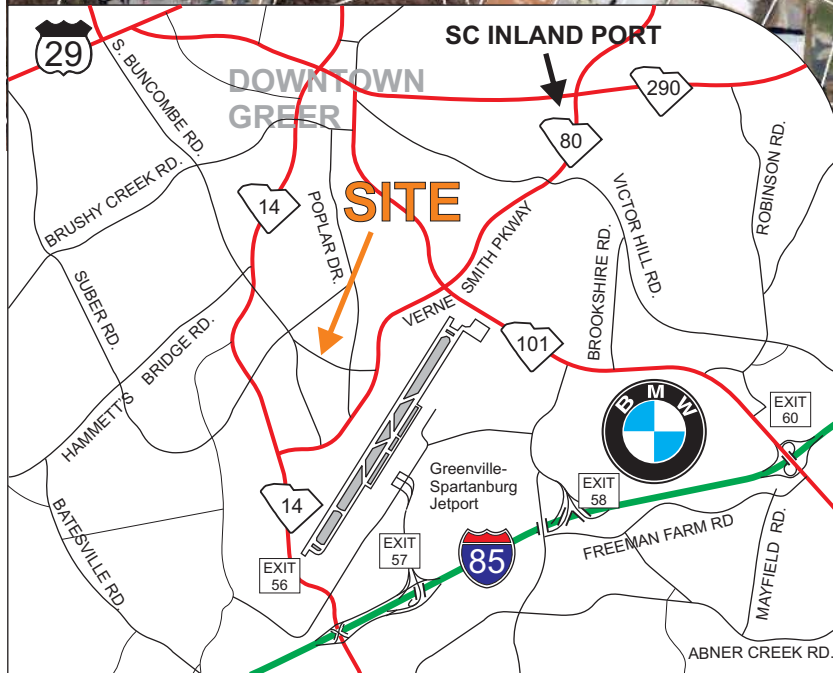 29
S. BUNCOMBE RD.
SC INLAND PORT
DOWNTOWN
GREER
290
80
BRUSHY CREEK RD.
14
POPLAR DR.
SITE
VICTOR HILL RD.
ROBINSON RD.
SUBER RD.
VERNE SMITH PKWAY
BROOKSHIRE RD.
HAMMETT'S BRIDGE RD.
101
BMW
EXIT
60
14
Greenville-
Spartanburg
Jetport
EXIT
58
BATESVILLE RD.
EXIT
56
EXIT
57
85
FREEMAN FARM RD
MAYFIELD RD.
ABNER CREEK RD.